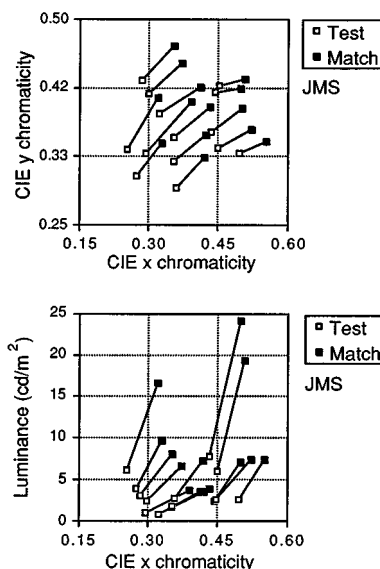 0.50
0.42
0.33
0.25
CIE y chromaticity
0.15 0.30 0.45 0.60
CIE x chromaticity
Test
Match
JMS
25
20
15
10
5
0
Luminance (cd/m²)
0.15 0.30 0.45 0.60
CIE x chromaticity
Test
Match
JMS